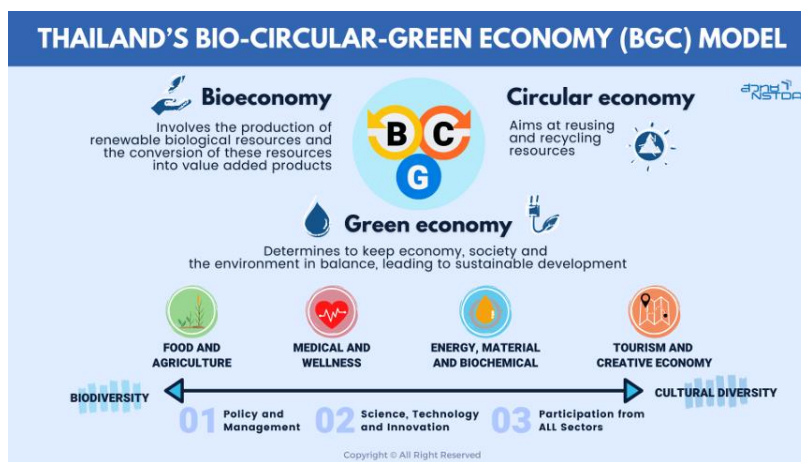 THAILAND'S BIO-CIRCULAR-GREEN ECONOMY (BGC) MODEL
Bioeconomy
Involves the production of
renewable biological resources and
the conversion of these resources
into value added products
B C
G
Circular economy
Aims at reusing
and recycling
resources
สวทช
NSTDA
Green economy
Determines to keep economy, society and
the environment in balance, leading to sustainable development
FOOD AND
AGRICULTURE
MEDICAL AND
WELLNESS
ENERGY, MATERIAL
AND BIOCHEMICAL
TOURISM AND
CREATIVE ECONOMY
BIODIVERSITY
CULTURAL DIVERSITY
01 Policy and
Management
02 Science, Technology
and Innovation
03 Participation from
ALL Sectors
Copyright © All Right Reserved